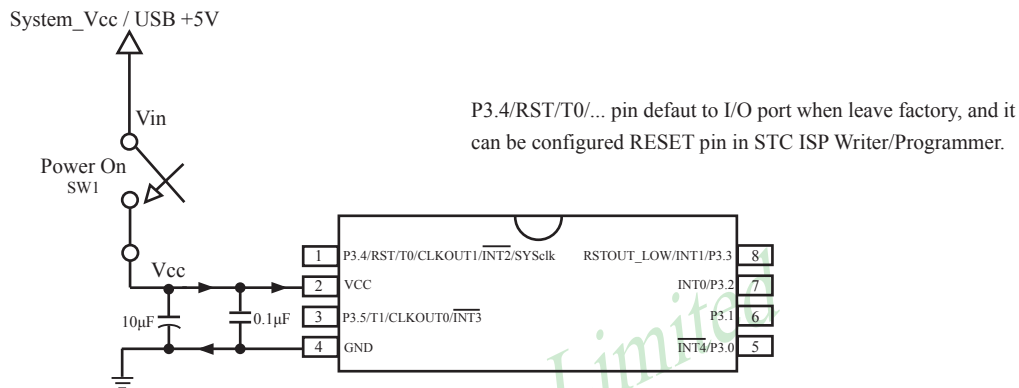 System_Vcc / USB +5V
Vin
P3.4/RST/T0/... pin defaut to I/O port when leave factory, and it
can be configured RESET pin in STC ISP Writer/Programmer.
Power On
SW1
Vcc
10μF
0.1μF
1 P3.4/RST/T0/CLKOUT1/INT2/SYSclk
RSTOUT_LOW/INT1/P3.3 8
2 VCC
INT0/P3.2 7
3 P3.5/T1/CLKOUT0/INT3
P3.1 6
4 GND
INT4/P3.0 5
Limited